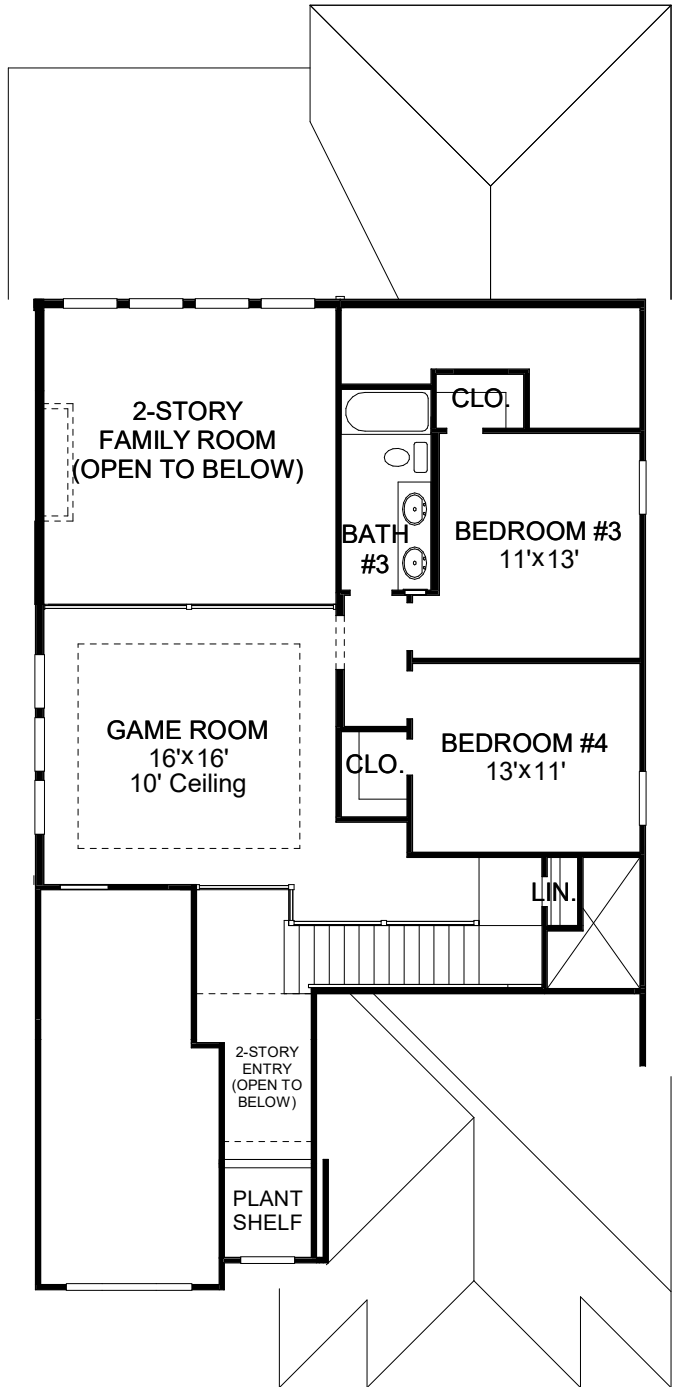 CLO.
2-STORY
FAMILY ROOM
(OPEN TO BELOW)
BATH
#3
BEDROOM #3
11'x13'
GAME ROOM
16'x16'
10' Ceiling
CLO.
BEDROOM #4
13'x11'
LIN.
2-STORY
ENTRY
(OPEN TO
BELOW)
PLANT
SHELF